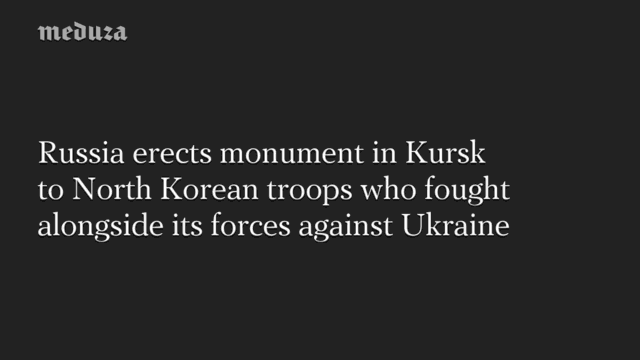 meduza
Russia erects monument in Kursk
to North Korean troops who fought
alongside its forces against Ukraine